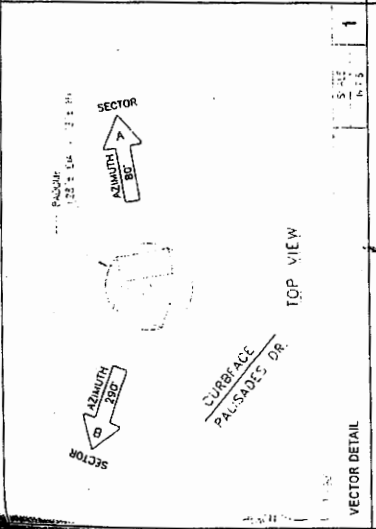 SECTOR
A
AZIMUTH
80°
AZIMUTH
290°
B
SECTOR
CURBFACE
PALISADES DR.
TOP VIEW
VECTOR DETAIL
1